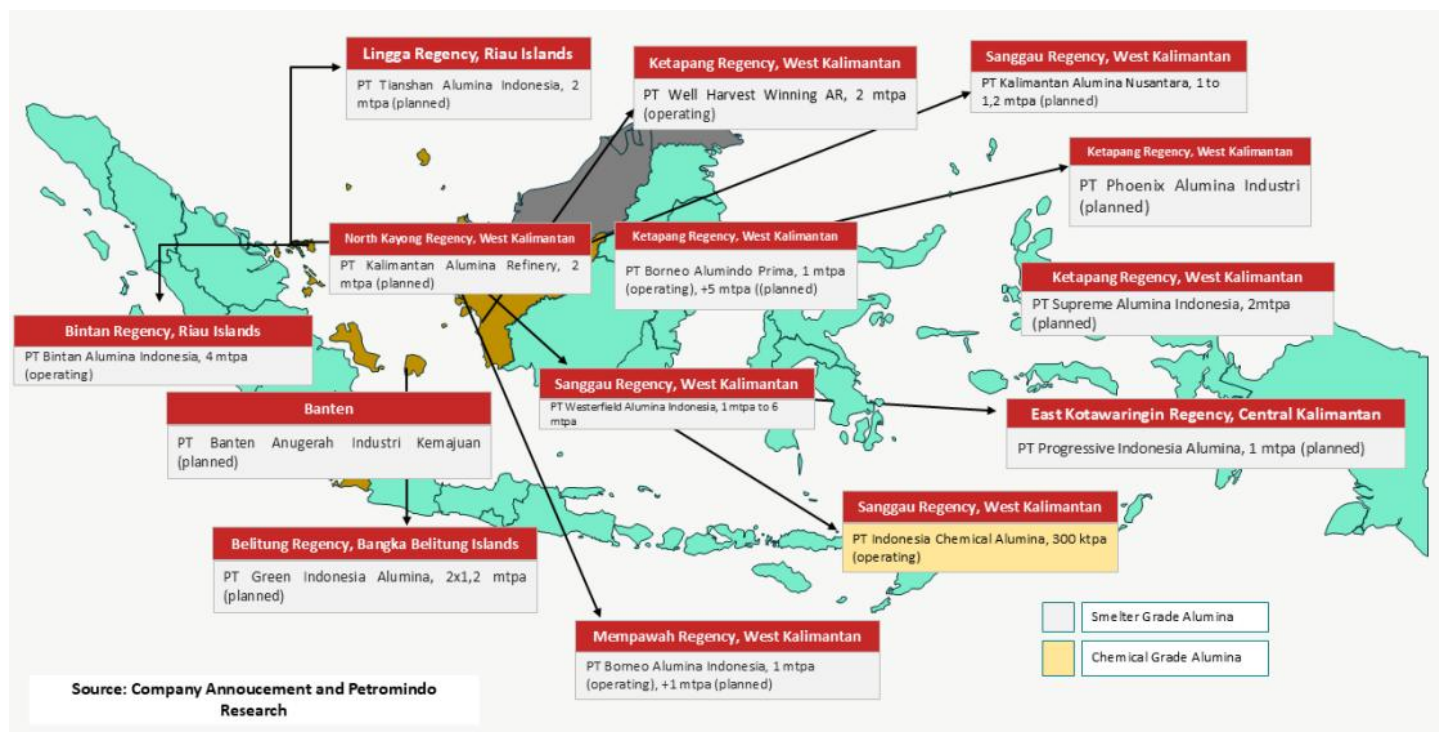 Lingga Regency, Riau Islands
PT Tianshan Alumina Indonesia, 2
mtpa (planned)
Ketapang Regency, West Kalimantan
PT Well Harvest Winning AR, 2 mtpa
(operating)
Sanggau Regency, West Kalimantan
PT Kalimantan Alumina Nusantara, 1 to
1,2 mtpa (planned)
Ketapang Regency, West Kalimantan
PT Phoenix Alumina Industri
(planned)
North Kayong Regency, West Kalimantan
PT Kalimantan Alumina Refinery, 2
mtpa (planned)
Ketapang Regency, West Kalimantan
PT Borneo Alumindo Prima, 1 mtpa
(operating), +5 mtpa ((planned)
Ketapang Regency, West Kalimantan
PT Supreme Alumina Indonesia, 2mtpa
(planned)
Bintan Regency, Riau Islands
PT Bintan Alumina Indonesia, 4 mtpa
(operating)
Sanggau Regency, West Kalimantan
PT Westerfield Alumina Indonesia, 1 mtpa to 6
mtpa
Banten
PT Banten Anugerah Industri Kemajuan
(planned)
East Kotawaringin Regency, Central Kalimantan
PT Progressive Indonesia Alumina, 1 mtpa (planned)
Sanggau Regency, West Kalimantan
PT Indonesia Chemical Alumina, 300 ktpa
(operating)
Belitung Regency, Bangka Belitung Islands
PT Green Indonesia Alumina, 2x1,2 mtpa
(planned)
Mempawah Regency, West Kalimantan
PT Borneo Alumina Indonesia, 1 mtpa
(operating), +1 mtpa (planned)
Smelter Grade Alumina
Chemical Grade Alumina
Source: Company Annoucement and Petromindo
Research